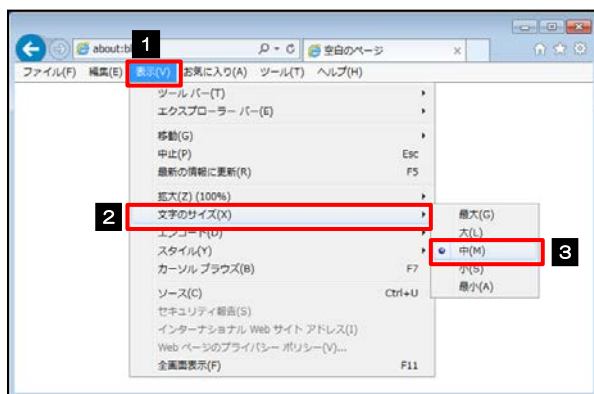 about:bl
空白のページ
1
ファイル(F) 編集(E) 表示(V) お気に入り(A) ツール(T) ヘルプ(H)
ツール バー(T)
エクスプローラー バー(E)
移動(G)
中止(P) Esc
最新の情報に更新(R) F5
拡大(Z) (100%)
2 文字のサイズ(X) 最大(G)
エンコード(D) 大(L)
スタイル(Y) 中(M) 3
カーソル ブラウズ(B) F7 小(S)
最小(A)
ソース(C) Ctrl+U
セキュリティ報告(S)
インターナショナル Web サイト アドレス(I)
Web ページのプライバシー ポリシー(V)...
全画面表示(F) F11